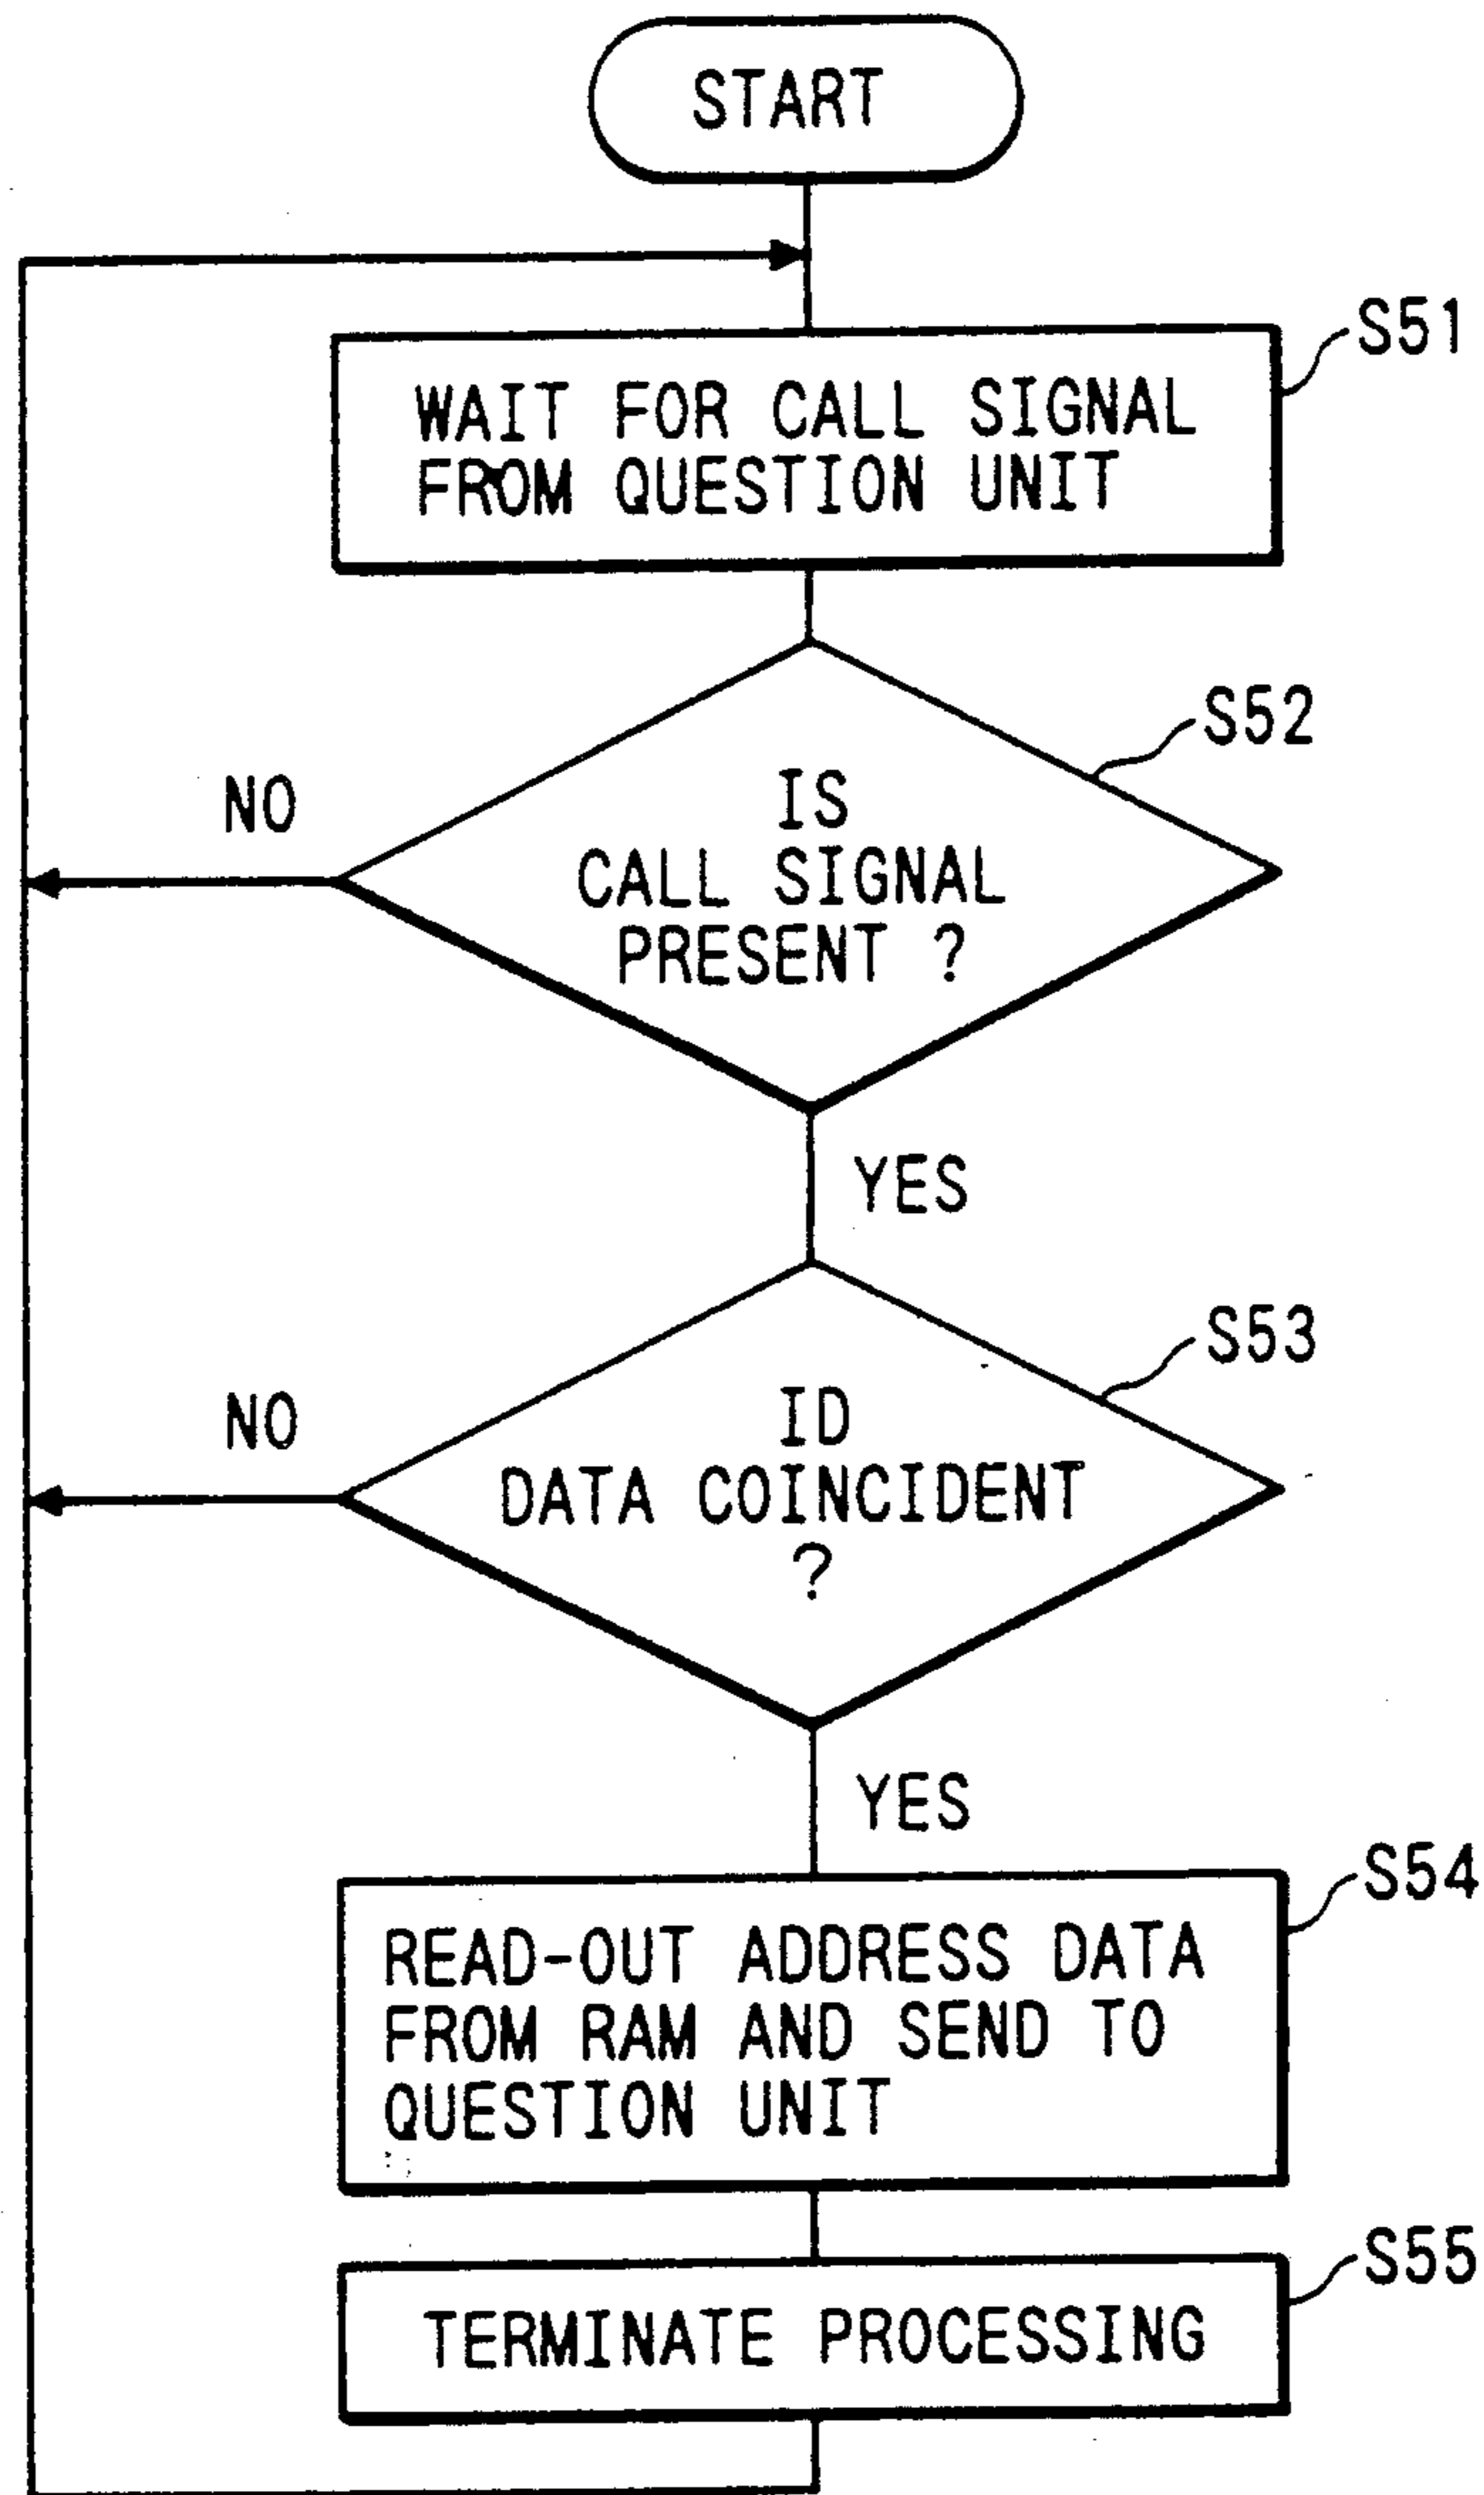 START
S51
WAIT FOR CALL SIGNAL
FROM QUESTION UNIT
S52
NO
IS
CALL SIGNAL
PRESENT ?
YES
S53
NO
ID
DATA COINCIDENT
?
YES
S54
READ-OUT ADDRESS DATA
FROM RAM AND SEND TO
QUESTION UNIT
S55
TERMINATE PROCESSING